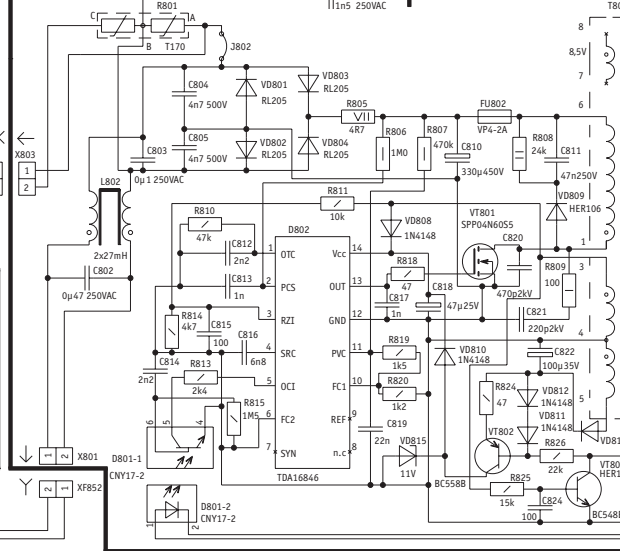 1n5 250VAC
R801
C
A
B
T170
J802
8
8,5V
7
6
C804
4n7 500V
VD801
RL205
VD803
RL205
C805
4n7 500V
VD802
RL205
VD804
RL205
R805
VII
4R7
FU802
VP4-2A
R806
1M0
R807
470k
C810
330µ450V
R808
24k
C811
47n250V
VD809
HER106
X803
1
2
C803
0µ1 250VAC
L802
2x27mH
C802
0µ47 250VAC
R811
10k
R810
47k
C812
2n2
C813
1n
D802
1
OTC
2
PCS
3
RZI
4
SRC
5
OCI
6
FC2
7
SYN
14
Vcc
13
OUT
12
GND
11
PVC
10
FC1
9
REF
8
n.c
TDA16846
VD808
1N4148
VT801
SPP04N60S5
C820
470p2kV
R818
47
C817
1n
C818
47µ25V
R809
100
1
3
4
5
C821
220p2kV
C822
100µ35V
R814
4k7
C815
100
C816
6n8
C814
2n2
R813
2k4
R815
1M5
R819
1k5
R820
1k2
C819
22n
VD810
1N4148
VD815
11V
R824
47
VD812
1N4148
VD811
1N4148
VT802
BC558B
R826
22k
R825
15k
C824
100
BC548B
6
5
4
D801-1
CNY17-2
D801-2
CNY17-2
1
2
X801
1
2
XF852
2
1